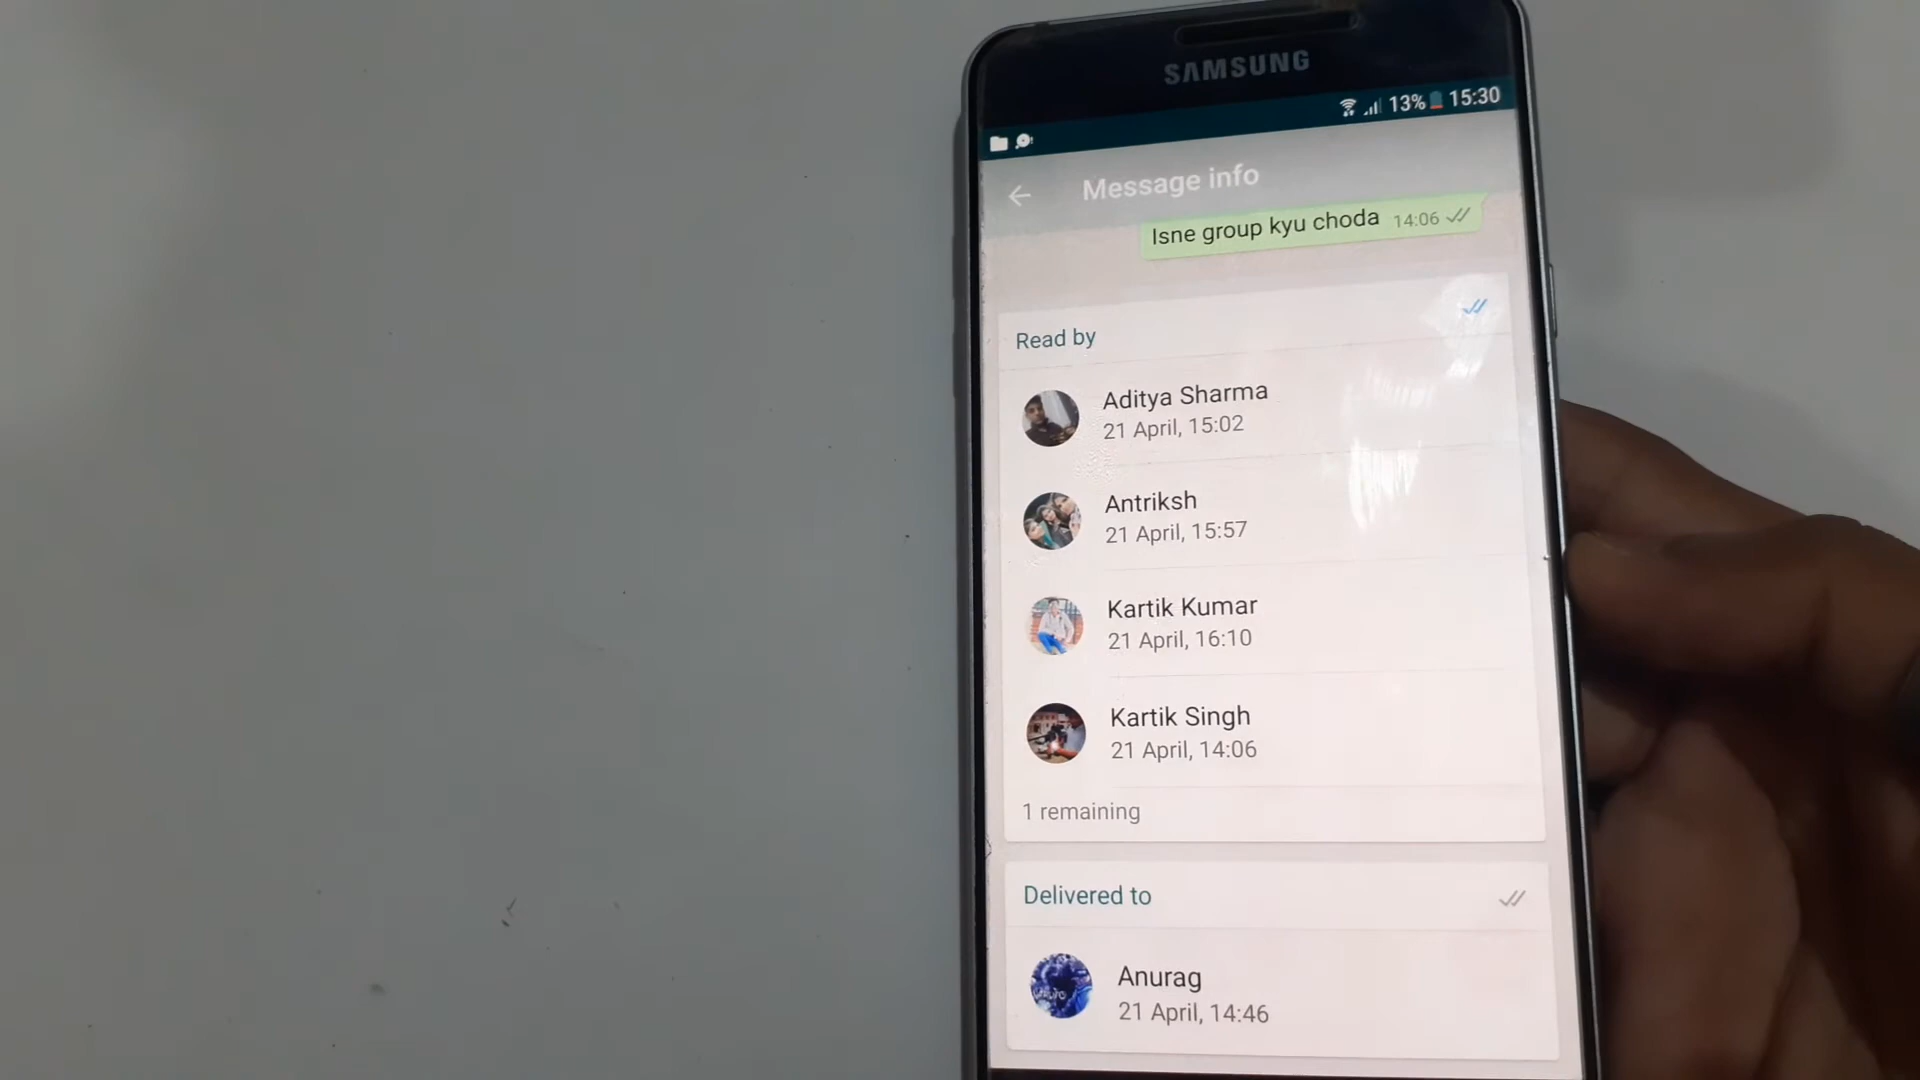 SAMSUNG
13% 15:30
Message info
Isne group kyu choda 14:06
Read by
Aditya Sharma
21 April, 15:02
Antriksh
21 April, 15:57
Kartik Kumar
21 April, 16:10
Kartik Singh
21 April, 14:06
1 remaining
Delivered to
Anurag
21 April, 14:46